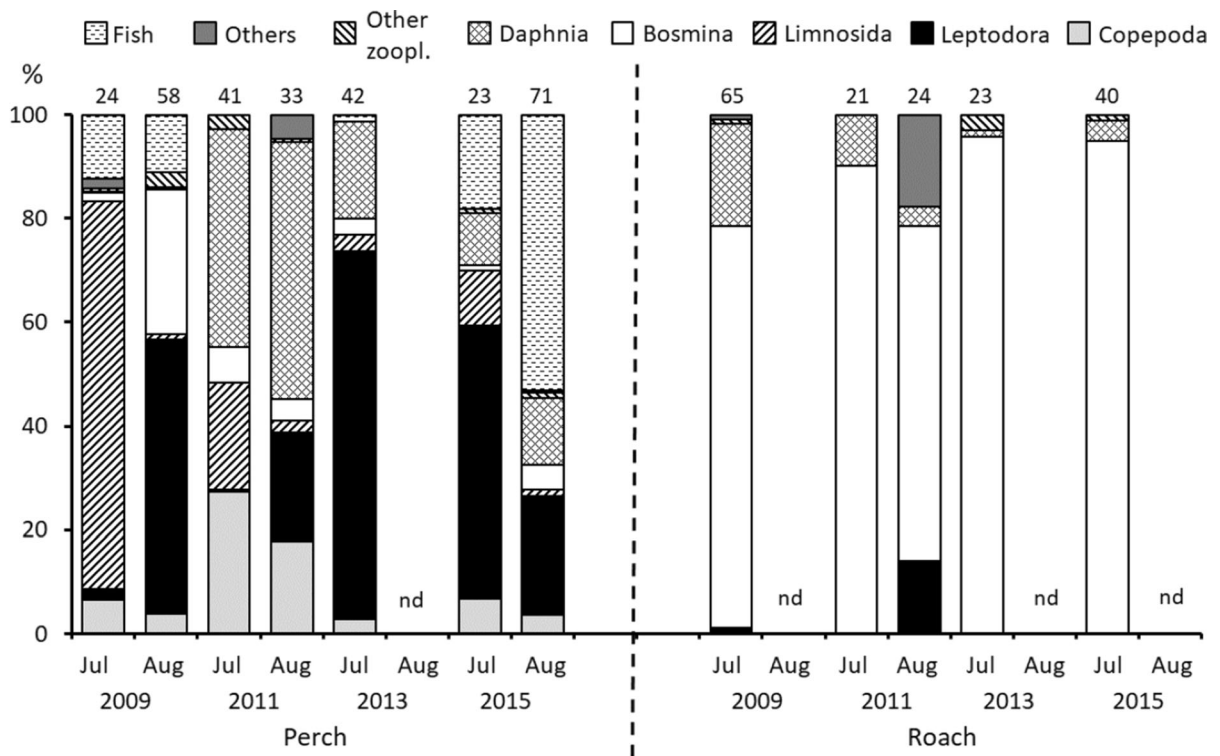 Fish Others Other zoopl. Daphnia Bosmina Limnosida Leptodora Copepoda
%
24 58 41 33 42 23 71 65 21 24 23 40
100
80
60
40
20
0
nd nd nd nd
Jul Aug Jul Aug Jul Aug Jul Aug Jul Aug Jul Aug Jul Aug Jul Aug
2009 2011 2013 2015 2009 2011 2013 2015
Perch Roach